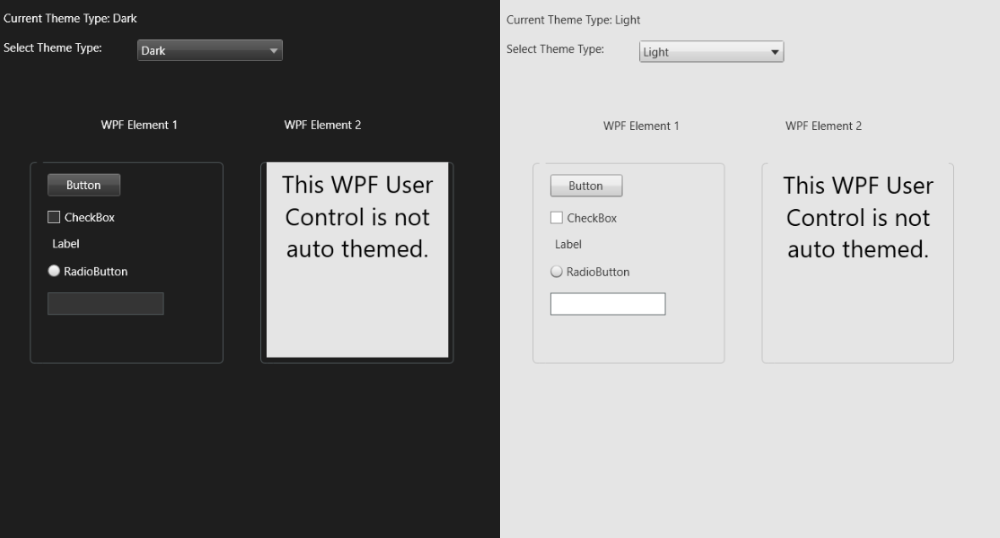 Current Theme Type: Dark
Select Theme Type:
Dark
WPF Element 1
WPF Element 2
Button
CheckBox
Label
RadioButton
This WPF User
Control is not
auto themed.
Current Theme Type: Light
Select Theme Type:
Light
WPF Element 1
WPF Element 2
Button
CheckBox
Label
RadioButton
This WPF User
Control is not
auto themed.